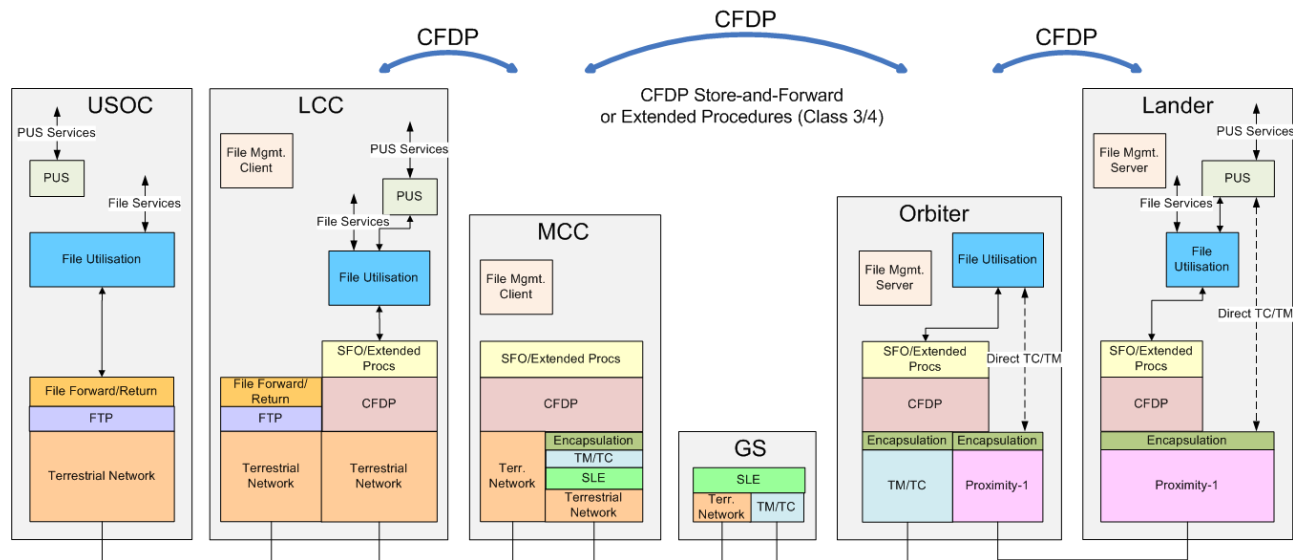 CFDP
CFDP
CFDP
CFDP Store-and-Forward
or Extended Procedures (Class 3/4)
USOC
PUS Services
PUS
File Services
File Utilisation
File Forward/Return
FTP
Terrestrial Network
LCC
File Mgmt.
Client
PUS Services
PUS
File Services
File Utilisation
SFO/Extended
Procs
File Forward/
Return
FTP
CFDP
Terrestrial
Network
Terrestrial
Network
MCC
File Mgmt.
Client
SFO/Extended Procs
CFDP
Terr.
Network
Encapsulation
TM/TC
SLE
Terrestrial
Network
GS
SLE
Terr.
Network
TM/TC
Orbiter
File Mgmt.
Server
File Utilisation
SFO/Extended
Procs
Direct TC/TM
CFDP
Encapsulation
Encapsulation
TM/TC
Proximity-1
Lander
File Mgmt.
Server
PUS Services
PUS
File Services
File
Utilisation
Direct TC/TM
SFO/Extended
Procs
CFDP
Encapsulation
Proximity-1